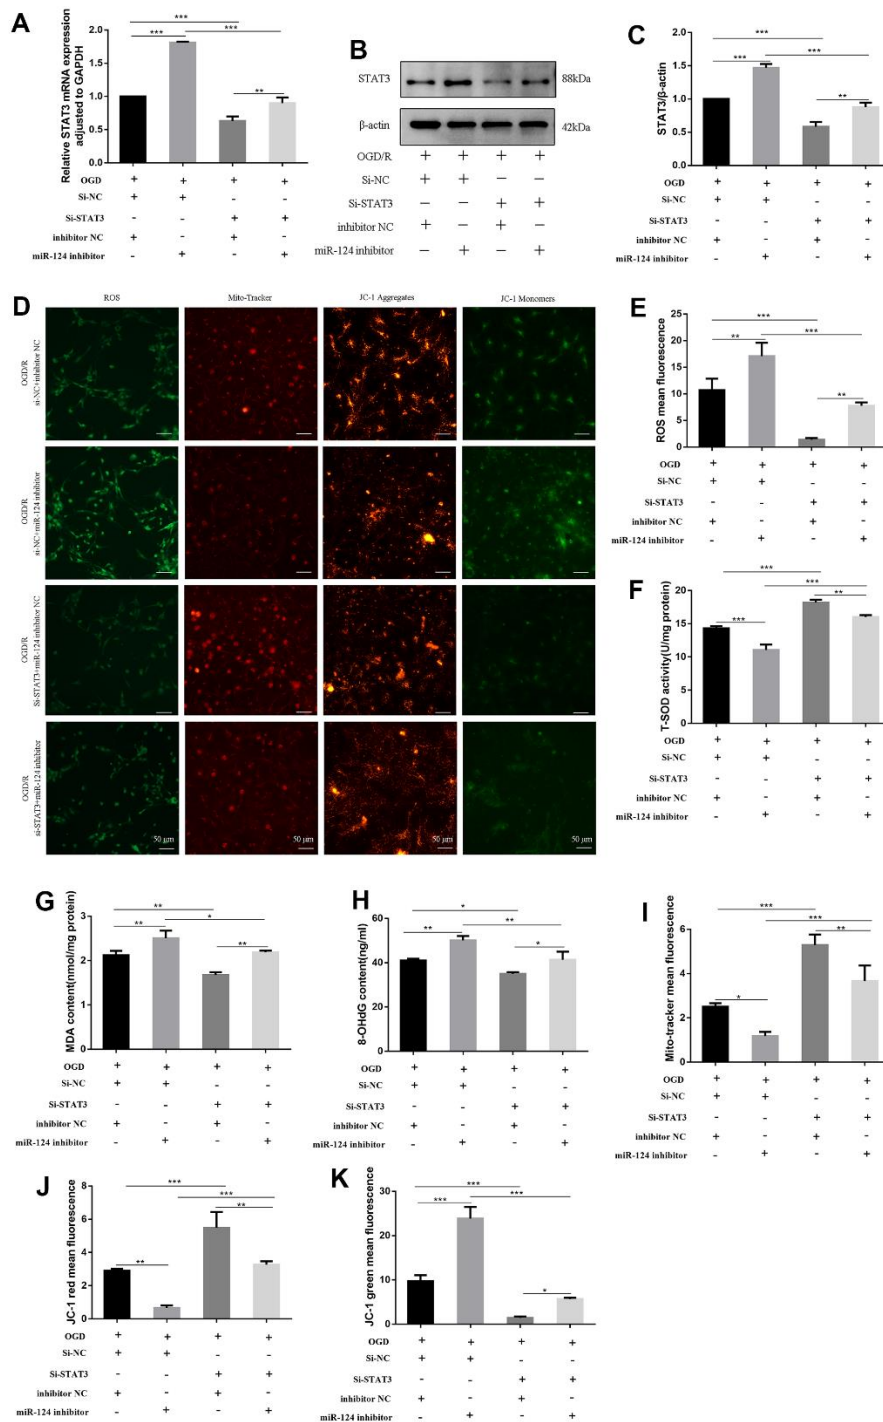 A
Relative STAT3 mRNA expression
adjusted to GAPDH
2.0
1.5
1.0
0.5
0.0
***
***
***
**
OGD + + + +
Si-NC + + - -
Si-STAT3 - - + +
inhibitor NC + - + -
miR-124 inhibitor - + - +
B
STAT3 88kDa
β-actin 42kDa
OGD/R + + + +
Si-NC + + − −
Si-STAT3 − − + +
inhibitor NC + − + −
miR-124 inhibitor − + − +
C
STAT3/β-actin
2.0
1.5
1.0
0.5
0.0
***
***
***
**
OGD + + + +
Si-NC + + - -
Si-STAT3 - - + +
inhibitor NC + - + -
miR-124 inhibitor - + - +
D
ROS Mito-Tracker JC-1 Aggregates JC-1 Monomers
OGD/R
si-NC+inhibitor NC
OGD/R
si-NC+miR-124 inhibitor
OGD/R
Si-STAT3+miR-124 inhibitor NC
OGD/R
si-STAT3+miR-124 inhibitor
50 μm 50 μm 50 μm 50 μm
E
ROS mean fluorescence
25
20
15
10
5
0
***
**
***
**
OGD + + + +
Si-NC + + - -
Si-STAT3 - - + +
inhibitor NC + - + -
miR-124 inhibitor - + - +
F
T-SOD activity(U/mg protein)
20
15
10
5
0
***
***
***
**
OGD + + + +
Si-NC + + - -
Si-STAT3 - - + +
inhibitor NC + - + -
miR-124 inhibitor - + - +
G
MDA content(nmol/mg protein)
3
2
1
0
**
**
*
**
OGD + + + +
Si-NC + + - -
Si-STAT3 - - + +
inhibitor NC + - + -
miR-124 inhibitor - + - +
H
8-OHdG content(ng/ml)
60
40
20
0
*
**
**
*
OGD + + + +
Si-NC + + - -
Si-STAT3 - - + +
inhibitor NC + - + -
miR-124 inhibitor - + - +
I
Mito-tracker mean fluorescence
6
4
2
0
***
***
**
*
OGD + + + +
Si-NC + + - -
Si-STAT3 - - + +
inhibitor NC + - + -
miR-124 inhibitor - + - +
J
JC-1 red mean fluorescence
8
6
4
2
0
***
***
**
**
OGD + + + +
Si-NC + + - -
Si-STAT3 - - + +
inhibitor NC + - + -
miR-124 inhibitor - + - +
K
JC-1 green mean fluorescence
30
20
10
0
***
***
***
*
OGD + + + +
Si-NC + + - -
Si-STAT3 - - + +
inhibitor NC + - + -
miR-124 inhibitor - + - +